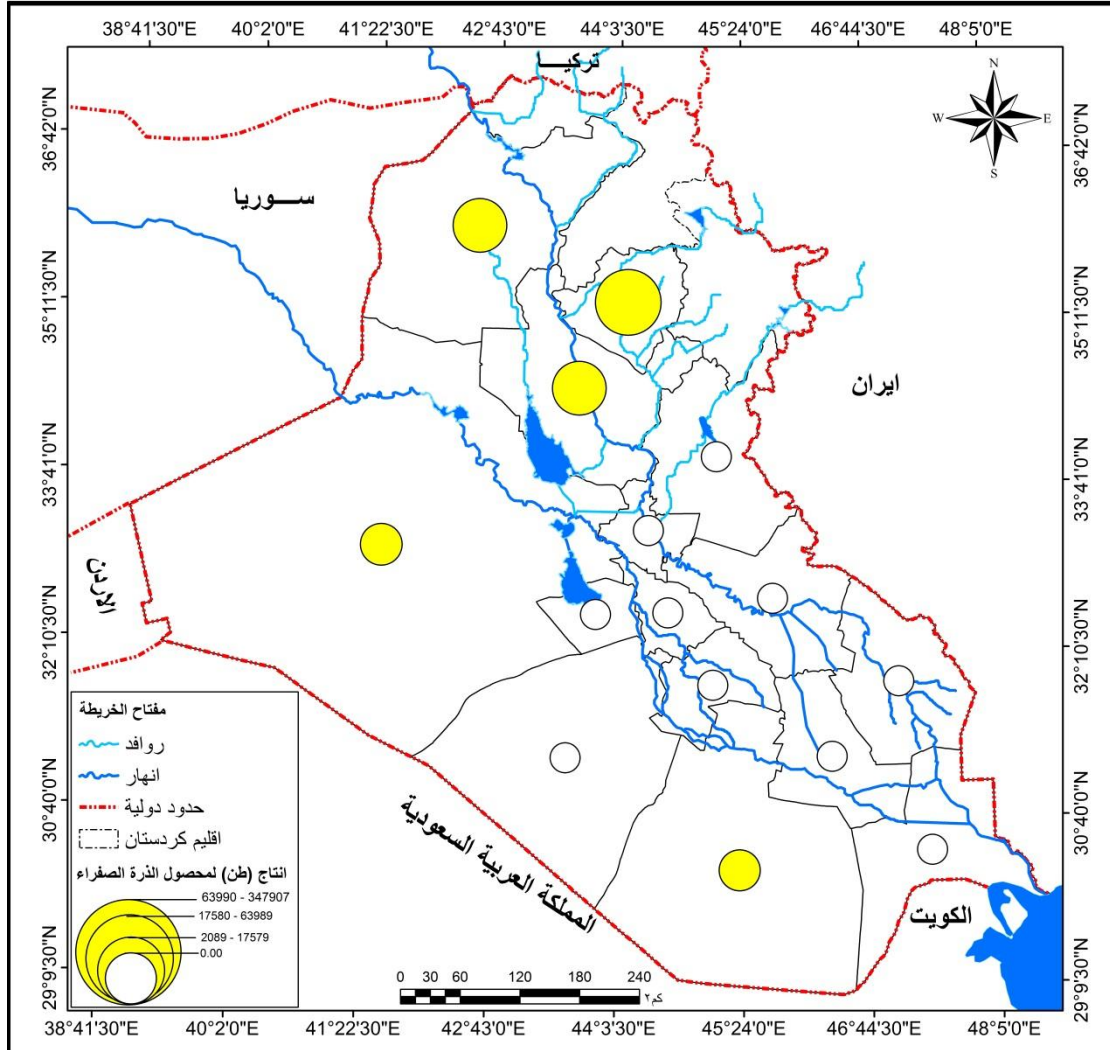 38°41'30"E 40°2'0"E 41°22'30"E 42°43'0"E 44°3'30"E 45°24'0"E 46°44'30"E 48°5'0"E
تركيـــا
N
W E
S
36°42'0"N
36°42'0"N
ســـوريا
35°11'30"N
35°11'30"N
ايران
33°41'0"N
33°41'0"N
الاردن
32°10'30"N
32°10'30"N
مفتاح الخريطة
روافد
انهار
حدود دولية
اقليم كردستان
انتاج (طن) لمحصول الذرة الصفراء
63990 - 347907
17580 - 63989
2089 - 17579
0.00
30°40'0"N
30°40'0"N
المملكة العربية السعودية
الكويت
29°9'30"N
29°9'30"N
0 30 60 120 180 240
كم٢
38°41'30"E 40°2'0"E 41°22'30"E 42°43'0"E 44°3'30"E 45°24'0"E 46°44'30"E 48°5'0"E